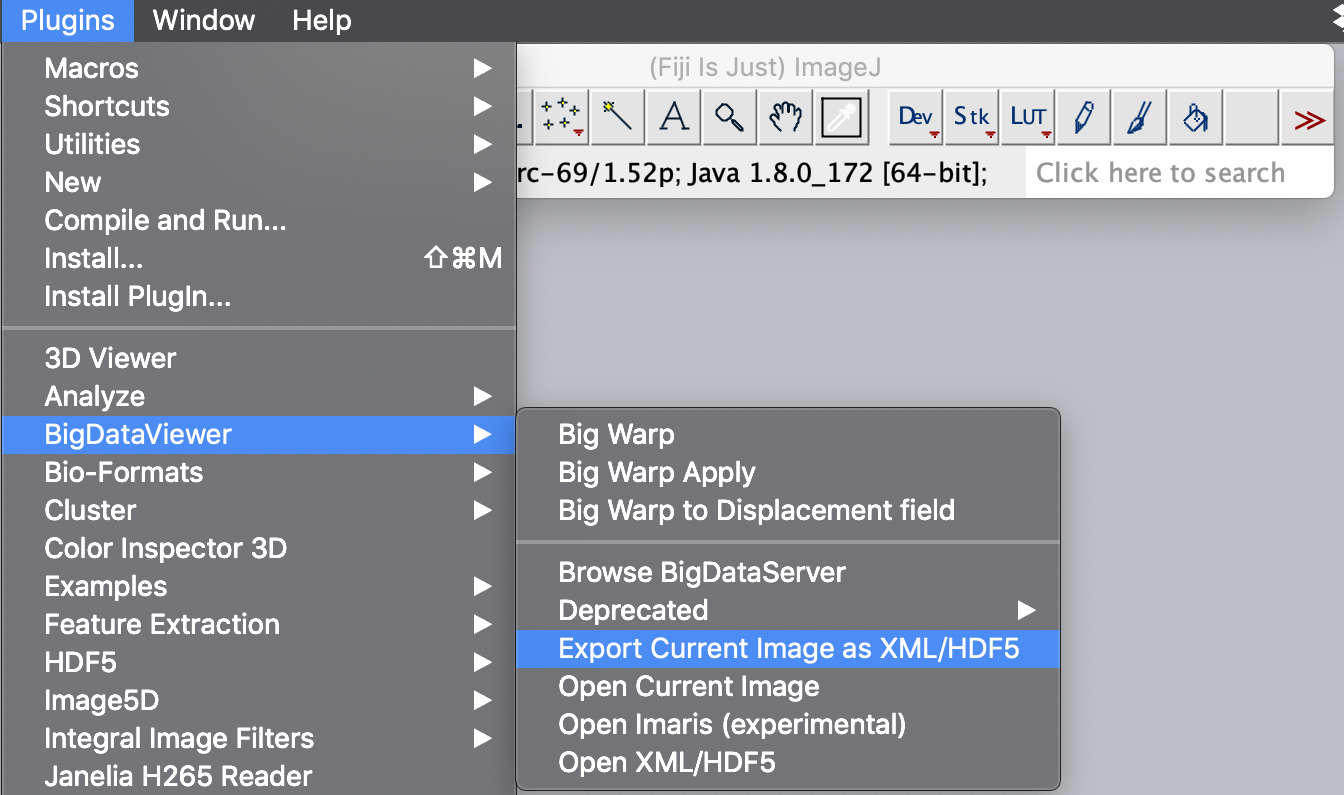 Plugins Window Help
(Fiji Is Just) ImageJ
A Dev Stk LUT
rc-69/1.52p; Java 1.8.0_172 [64-bit]; Click here to search
Macros
Shortcuts
Utilities
New
Compile and Run...
Install... ⇧⌘M
Install PlugIn...
3D Viewer
Analyze
BigDataViewer
Bio-Formats
Cluster
Color Inspector 3D
Examples
Feature Extraction
HDF5
Image5D
Integral Image Filters
Janelia H265 Reader
Big Warp
Big Warp Apply
Big Warp to Displacement field
Browse BigDataServer
Deprecated
Export Current Image as XML/HDF5
Open Current Image
Open Imaris (experimental)
Open XML/HDF5